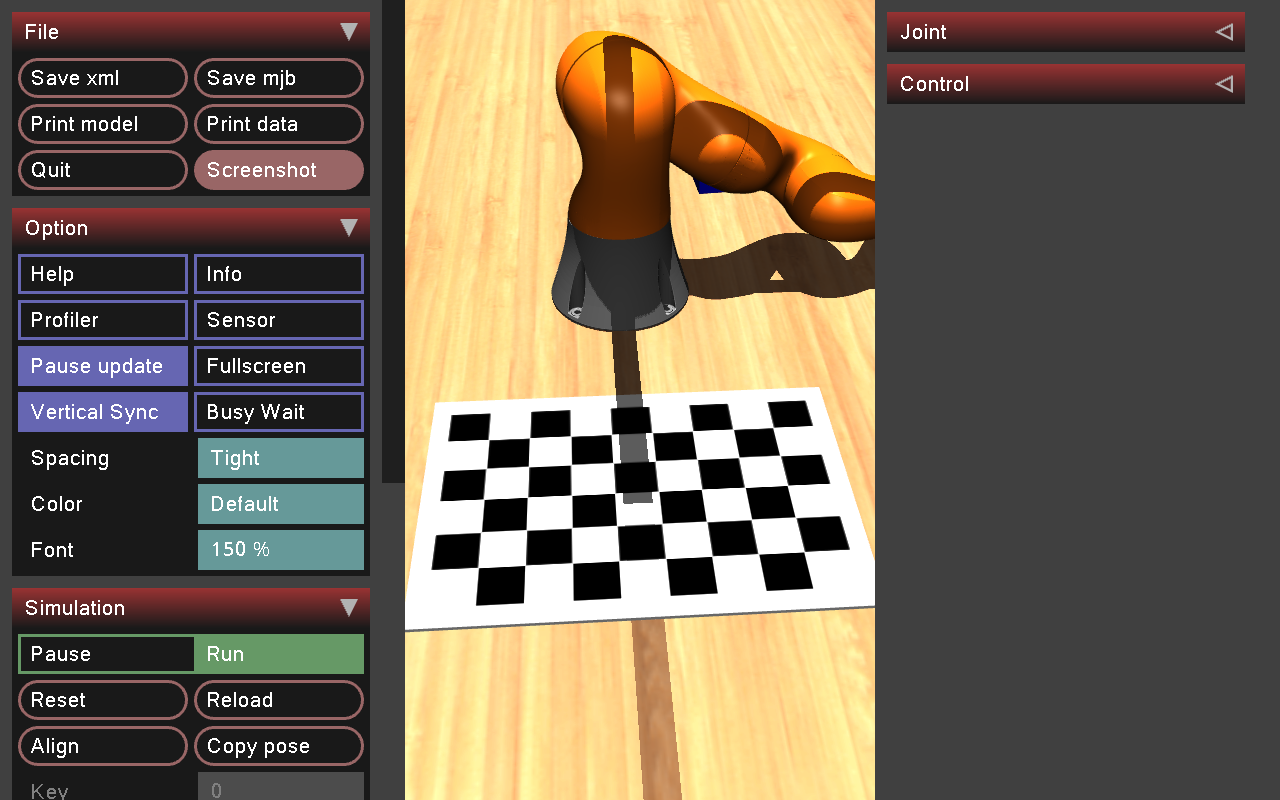 File
Save xml Save mjb
Print model Print data
Quit Screenshot
Option
Help Info
Profiler Sensor
Pause update Fullscreen
Vertical Sync Busy Wait
Spacing Tight
Color Default
Font 150 %
Simulation
Pause Run
Reset Reload
Align Copy pose
Key 0
Joint
Control